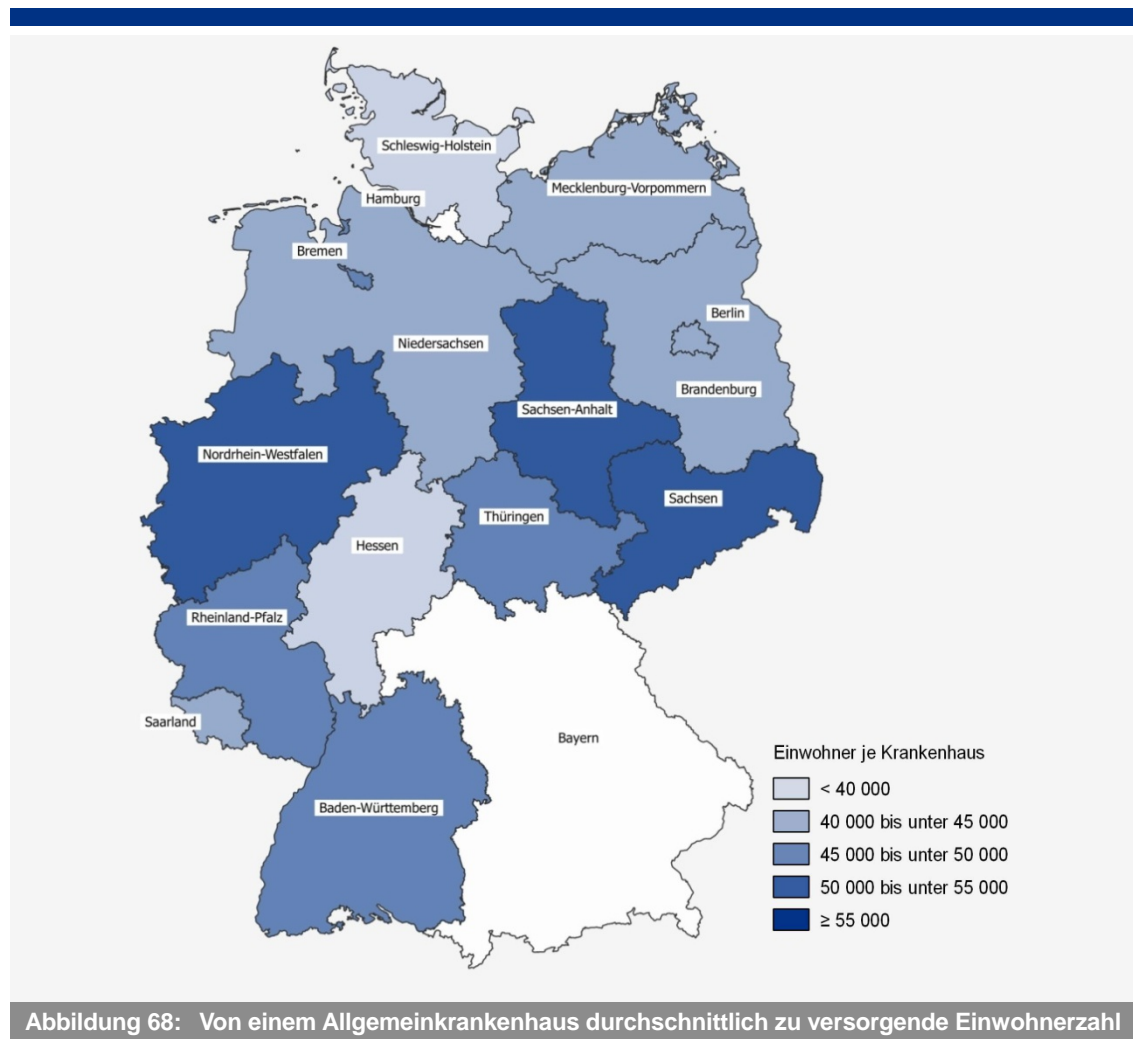 Schleswig-Holstein
Mecklenburg-Vorpommern
Hamburg
Bremen
Berlin
Niedersachsen
Brandenburg
Sachsen-Anhalt
Nordrhein-Westfalen
Sachsen
Thüringen
Hessen
Rheinland-Pfalz
Saarland
Bayern
Baden-Württemberg
Einwohner je Krankenhaus
< 40 000
40 000 bis unter 45 000
45 000 bis unter 50 000
50 000 bis unter 55 000
≥ 55 000
Abbildung 68: Von einem Allgemeinkrankenhaus durchschnittlich zu versorgende Einwohnerzahl